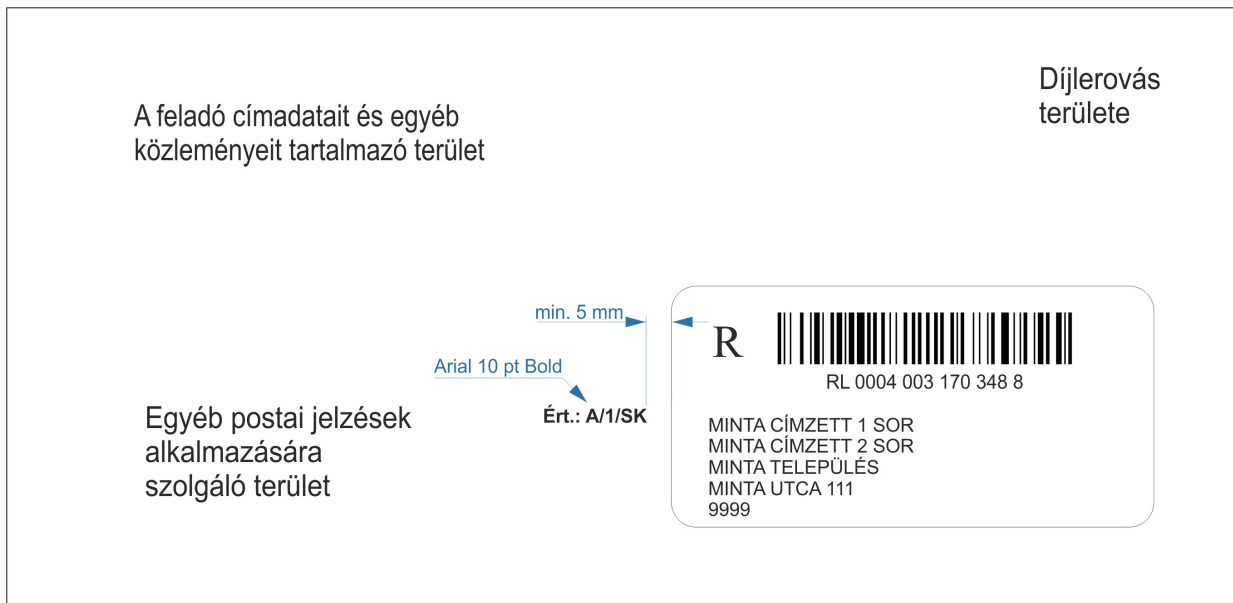 A feladó címadatait és egyéb
közleményeit tartalmazó terület
Díjlerovás
területe
min. 5 mm
Arial 10 pt Bold
Ért.: A/1/SK
Egyéb postai jelzések
alkalmazására
szolgáló terület
R
RL 0004 003 170 348 8
MINTA CÍMZETT 1 SOR
MINTA CÍMZETT 2 SOR
MINTA TELEPÜLÉS
MINTA UTCA 111
9999